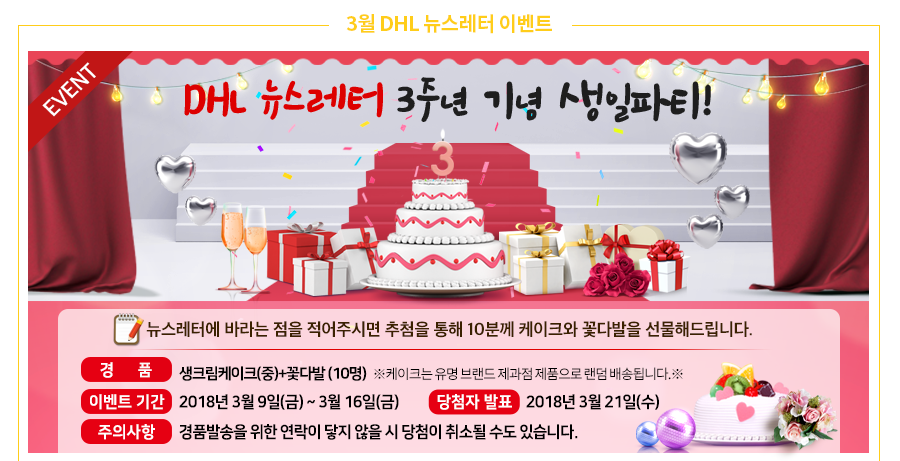 3월 DHL 뉴스레터 이벤트
EVENT
DHL 뉴스레터 3주년 기념 생일파티!
3
뉴스레터에 바라는 점을 적어주시면 추첨을 통해 10분께 케이크와 꽃다발을 선물해드립니다.
경 품 생크림케이크(중)+꽃다발 (10명) ※케이크는 유명 브랜드 제과점 제품으로 랜덤 배송됩니다.※
이벤트 기간 2018년 3월 9일(금) ~ 3월 16일(금) 당첨자 발표 2018년 3월 21일(수)
주의사항 경품발송을 위한 연락이 닿지 않을 시 당첨이 취소될 수도 있습니다.